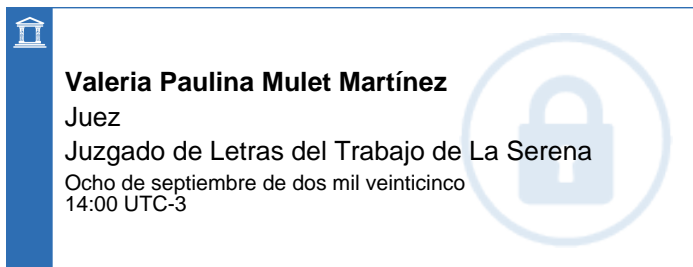 Valeria Paulina Mulet Martínez
Juez
Juzgado de Letras del Trabajo de La Serena
Ocho de septiembre de dos mil veinticinco
14:00 UTC-3